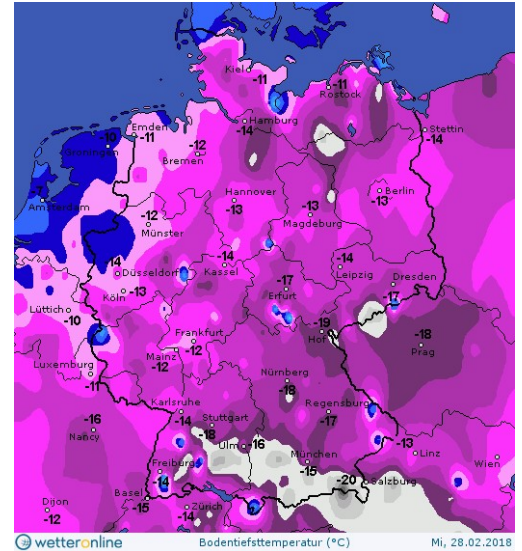 -11
Kiel
-11
Rostock
-14
Hamburg
Stettin
-14
-10
Groningen
Emden
-11
-12
Bremen
-7
Amsterdam
Hannover
-13
Berlin
-13
-13
Magdeburg
-12
Münster
14
Düsseldorf
-14
Kassel
-14
Leipzig
Dresden
-17
Köln
-13
-17
Erfurt
Lüttich
-10
-19
Hof
-18
Prag
Frankfurt
-12
Mainz
-12
Luxemburg
-11
Nürnberg
-18
Karlsruhe
-14
Regensburg
-17
-16
Nancy
Stuttgart
-18
Ulm
-16
-13
Linz
Wien
München
-15
Freiburg
-14
-20
Salzburg
Basel
-15
Zürich
-14
Dijon
-12
wetteronline
Bodentiefsttemperatur (°C)
Mi, 28.02.2018